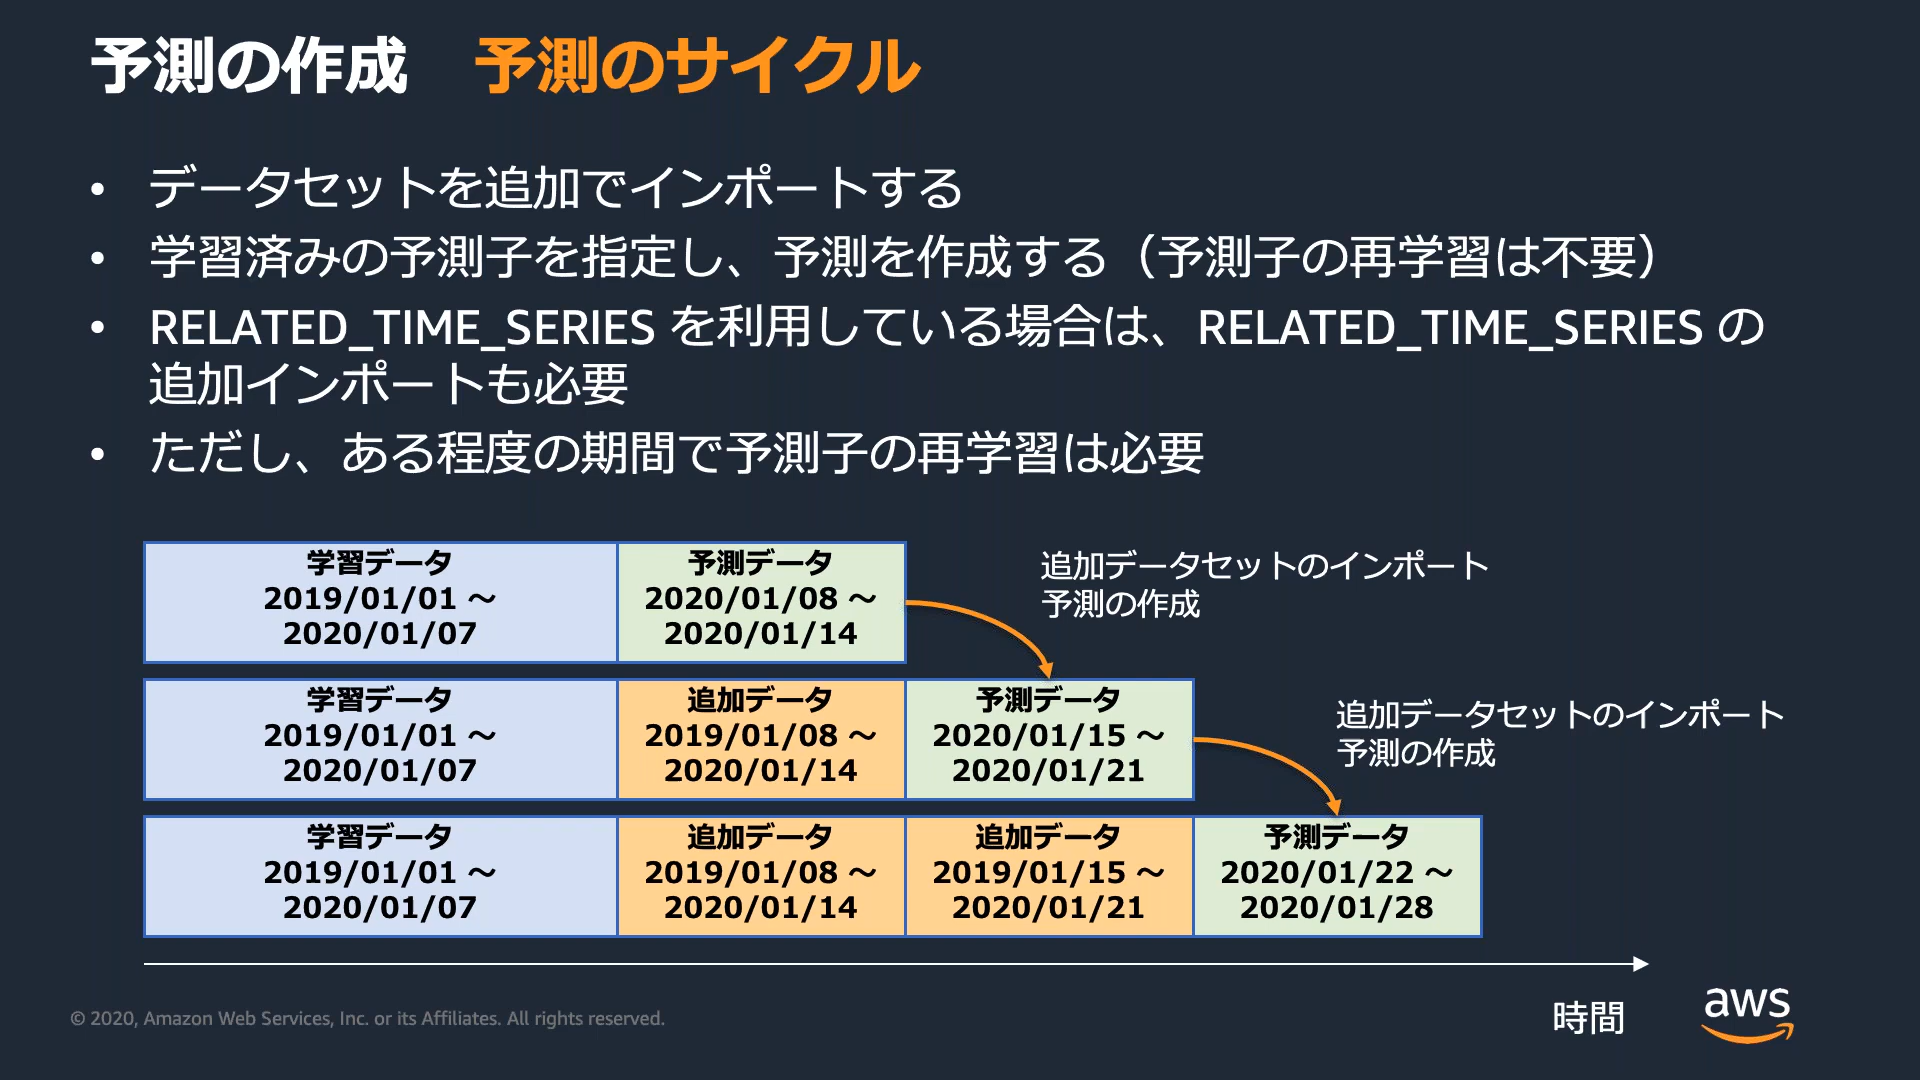 予測の作成　予測のサイクル
• データセットを追加でインポートする
• 学習済みの予測子を指定し、予測を作成する（予測子の再学習は不要）
• RELATED_TIME_SERIES を利用している場合は、RELATED_TIME_SERIES の
追加インポートも必要
• ただし、ある程度の期間で予測子の再学習は必要
学習データ
2019/01/01 ～
2020/01/07
予測データ
2020/01/08 ～
2020/01/14
追加データセットのインポート
予測の作成
学習データ
2019/01/01 ～
2020/01/07
追加データ
2019/01/08 ～
2020/01/14
予測データ
2020/01/15 ～
2020/01/21
追加データセットのインポート
予測の作成
学習データ
2019/01/01 ～
2020/01/07
追加データ
2019/01/08 ～
2020/01/14
追加データ
2019/01/15 ～
2020/01/21
予測データ
2020/01/22 ～
2020/01/28
時間
© 2020, Amazon Web Services, Inc. or its Affiliates. All rights reserved.
aws